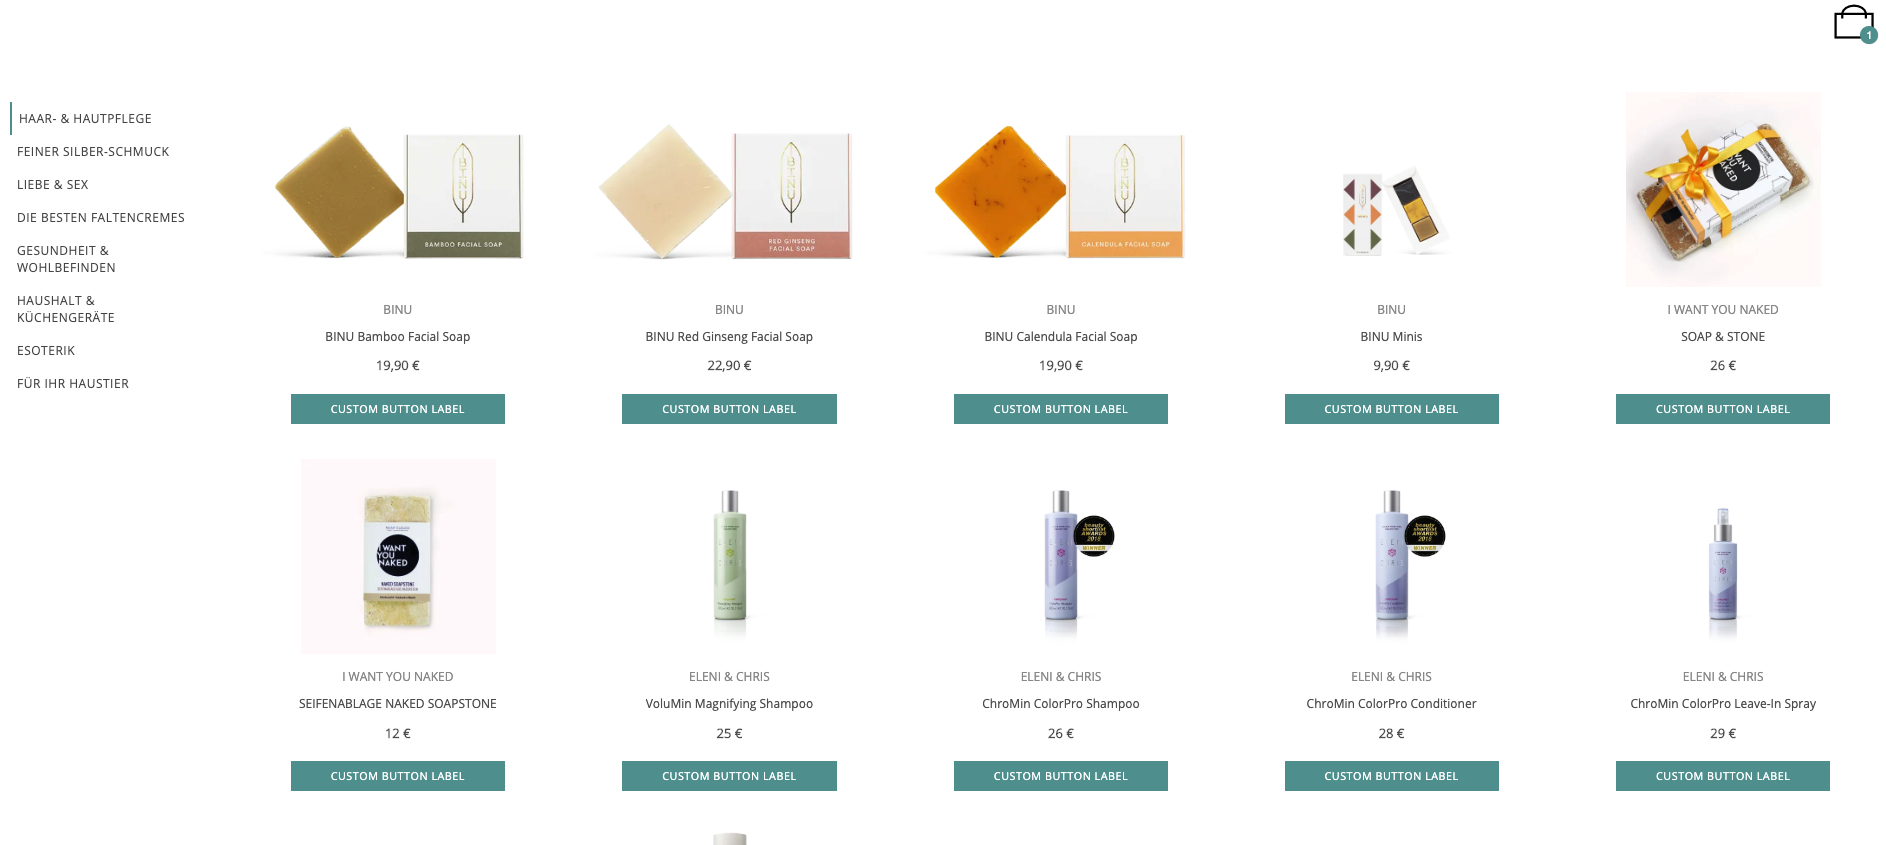 1
HAAR- & HAUTPFLEGE
FEINER SILBER-SCHMUCK
LIEBE & SEX
DIE BESTEN FALTENCREMES
GESUNDHEIT &
WOHLBEFINDEN
HAUSHALT &
KÜCHENGERÄTE
ESOTERIK
FÜR IHR HAUSTIER
BINU
BAMBOO FACIAL SOAP
BINU
RED GINSENG
FACIAL SOAP
BINU
CALENDULA FACIAL SOAP
I WANT
YOU
NAKED
BINU
BINU Bamboo Facial Soap
19,90 €
CUSTOM BUTTON LABEL
BINU
BINU Red Ginseng Facial Soap
22,90 €
CUSTOM BUTTON LABEL
BINU
BINU Calendula Facial Soap
19,90 €
CUSTOM BUTTON LABEL
BINU
BINU Minis
9,90 €
CUSTOM BUTTON LABEL
I WANT YOU NAKED
SOAP & STONE
26 €
CUSTOM BUTTON LABEL
I WANT
YOU
NAKED
NAKED SOAPSTONE
beauty
shortlist
AWARDS
2018
WINNER
beauty
shortlist
AWARDS
2018
WINNER
I WANT YOU NAKED
SEIFENABLAGE NAKED SOAPSTONE
12 €
CUSTOM BUTTON LABEL
ELENI & CHRIS
VoluMin Magnifying Shampoo
25 €
CUSTOM BUTTON LABEL
ELENI & CHRIS
ChroMin ColorPro Shampoo
26 €
CUSTOM BUTTON LABEL
ELENI & CHRIS
ChroMin ColorPro Conditioner
28 €
CUSTOM BUTTON LABEL
ELENI & CHRIS
ChroMin ColorPro Leave-In Spray
29 €
CUSTOM BUTTON LABEL